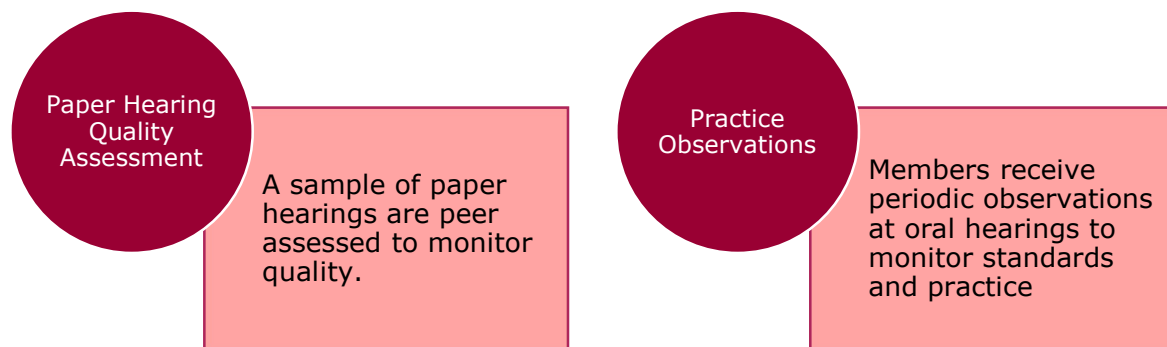 Paper Hearing
Quality
Assessment
A sample of paper
hearings are peer
assessed to monitor
quality.
Practice
Observations
Members receive
periodic observations
at oral hearings to
monitor standards
and practice